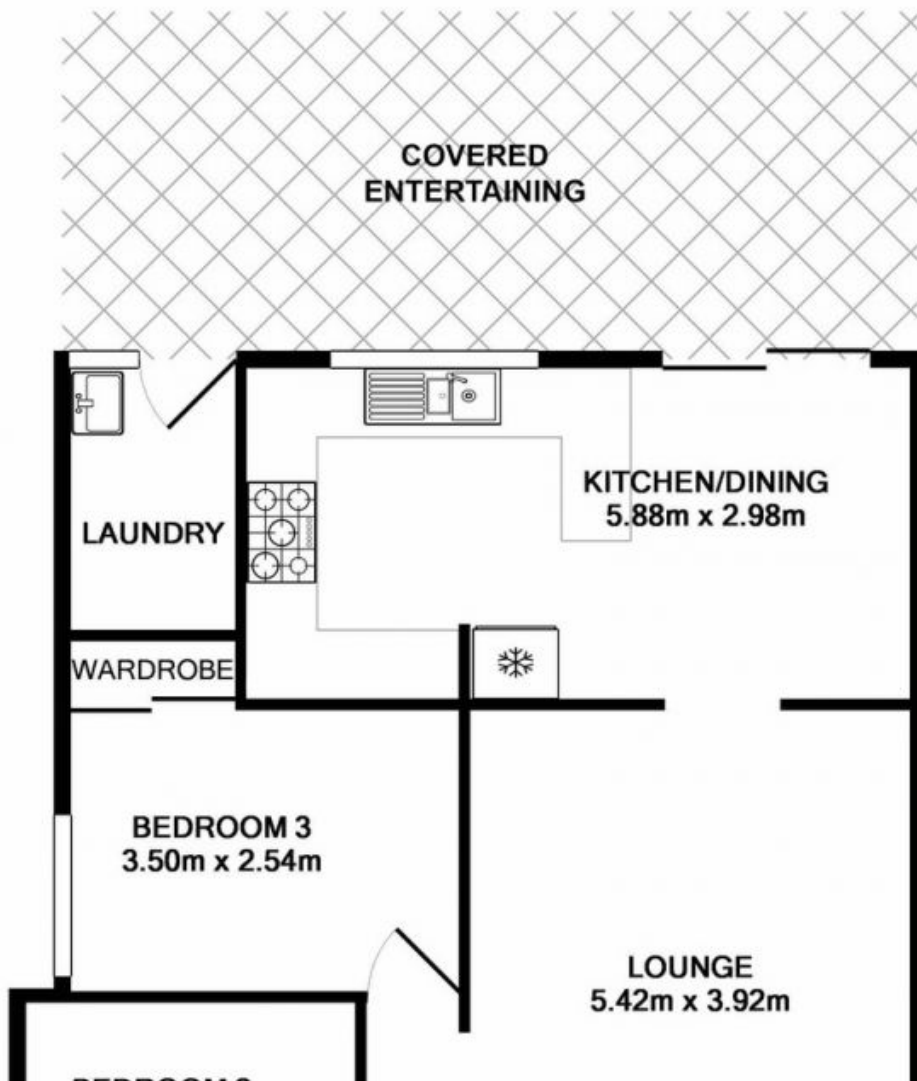 COVERED
ENTERTAINING
KITCHEN/DINING
5.88m x 2.98m
LAUNDRY
WARDROBE
BEDROOM 3
3.50m x 2.54m
LOUNGE
5.42m x 3.92m
BEDROOM